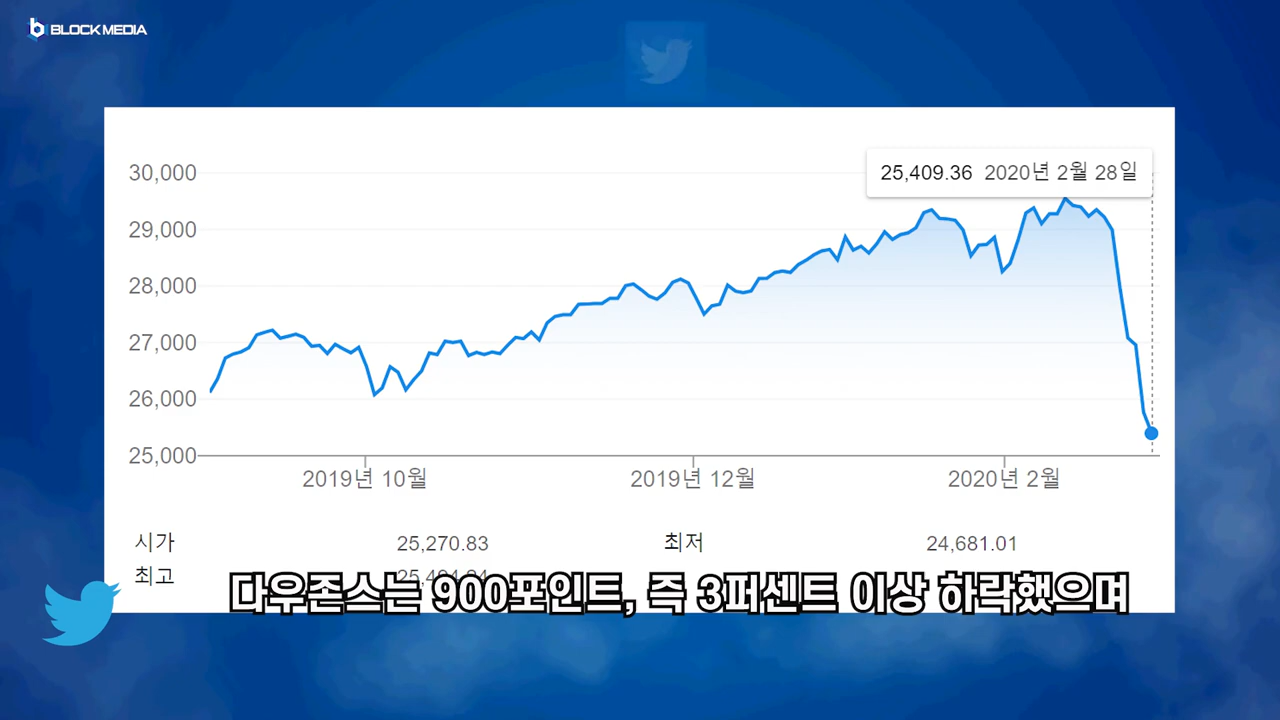 BLOCK MEDIA
25,409.36 2020년 2월 28일
30,000
29,000
28,000
27,000
26,000
25,000
2019년 10월 2019년 12월 2020년 2월
시가 25,270.83 최저 24,681.01
최고
다우존스는 900포인트, 즉 3퍼센트 이상 하락했으며